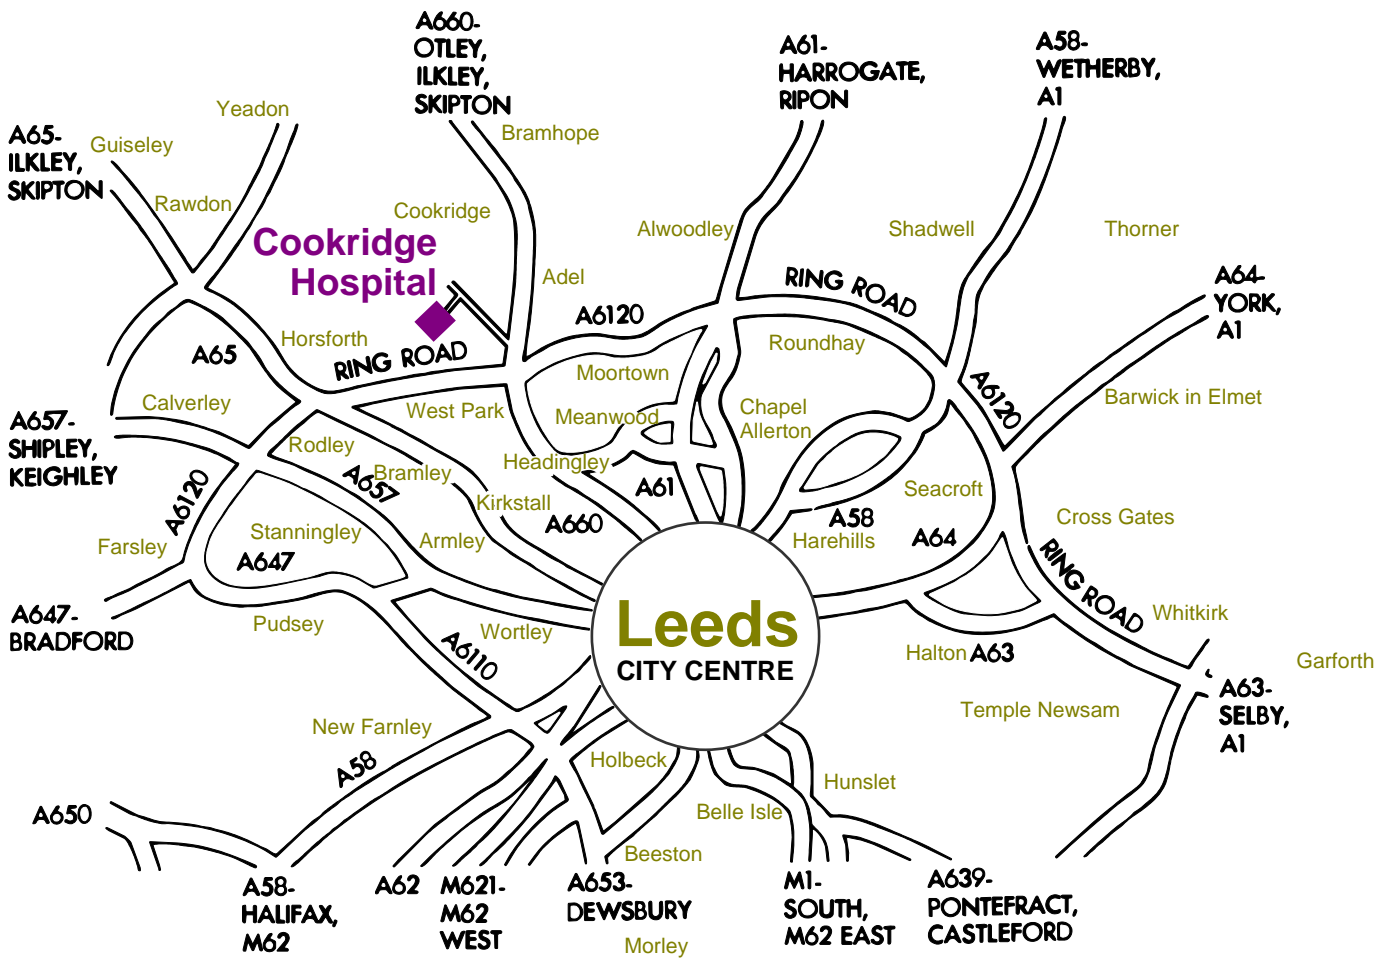 A660-
OTLEY,
ILKLEY,
SKIPTON
A61-
HARROGATE,
RIPON
A58-
WETHERBY,
A1
Yeadon
Bramhope
A65-
ILKLEY,
SKIPTON
Guiseley
Rawdon
Cookridge
Alwoodley
Shadwell
Thorner
Cookridge
Hospital
Adel
RING ROAD
A64-
YORK,
A1
A6120
Horsforth
A65
RING ROAD
Roundhay
Moortown
A6120
Barwick in Elmet
Calverley
West Park
Meanwood
Chapel
Allerton
A657-
SHIPLEY,
KEIGHLEY
Rodley
Bramley
A657
Headingley
A61
Seacroft
A6120
Kirkstall
A660
A58
Cross Gates
Stanningley
Armley
Harehills
A64
Farsley
A647
RING ROAD
A647-
BRADFORD
Pudsey
Wortley
A6110
Leeds
CITY CENTRE
Whitkirk
Halton
A63
Garforth
A63-
SELBY,
A1
Temple Newsam
New Farnley
A58
Holbeck
Hunslet
Belle Isle
A650
Beeston
A58-
HALIFAX,
M62
A62
M621-
M62
WEST
A653-
DEWSBURY
Morley
M1-
SOUTH,
M62 EAST
A639-
PONTEFRACT,
CASTLEFORD